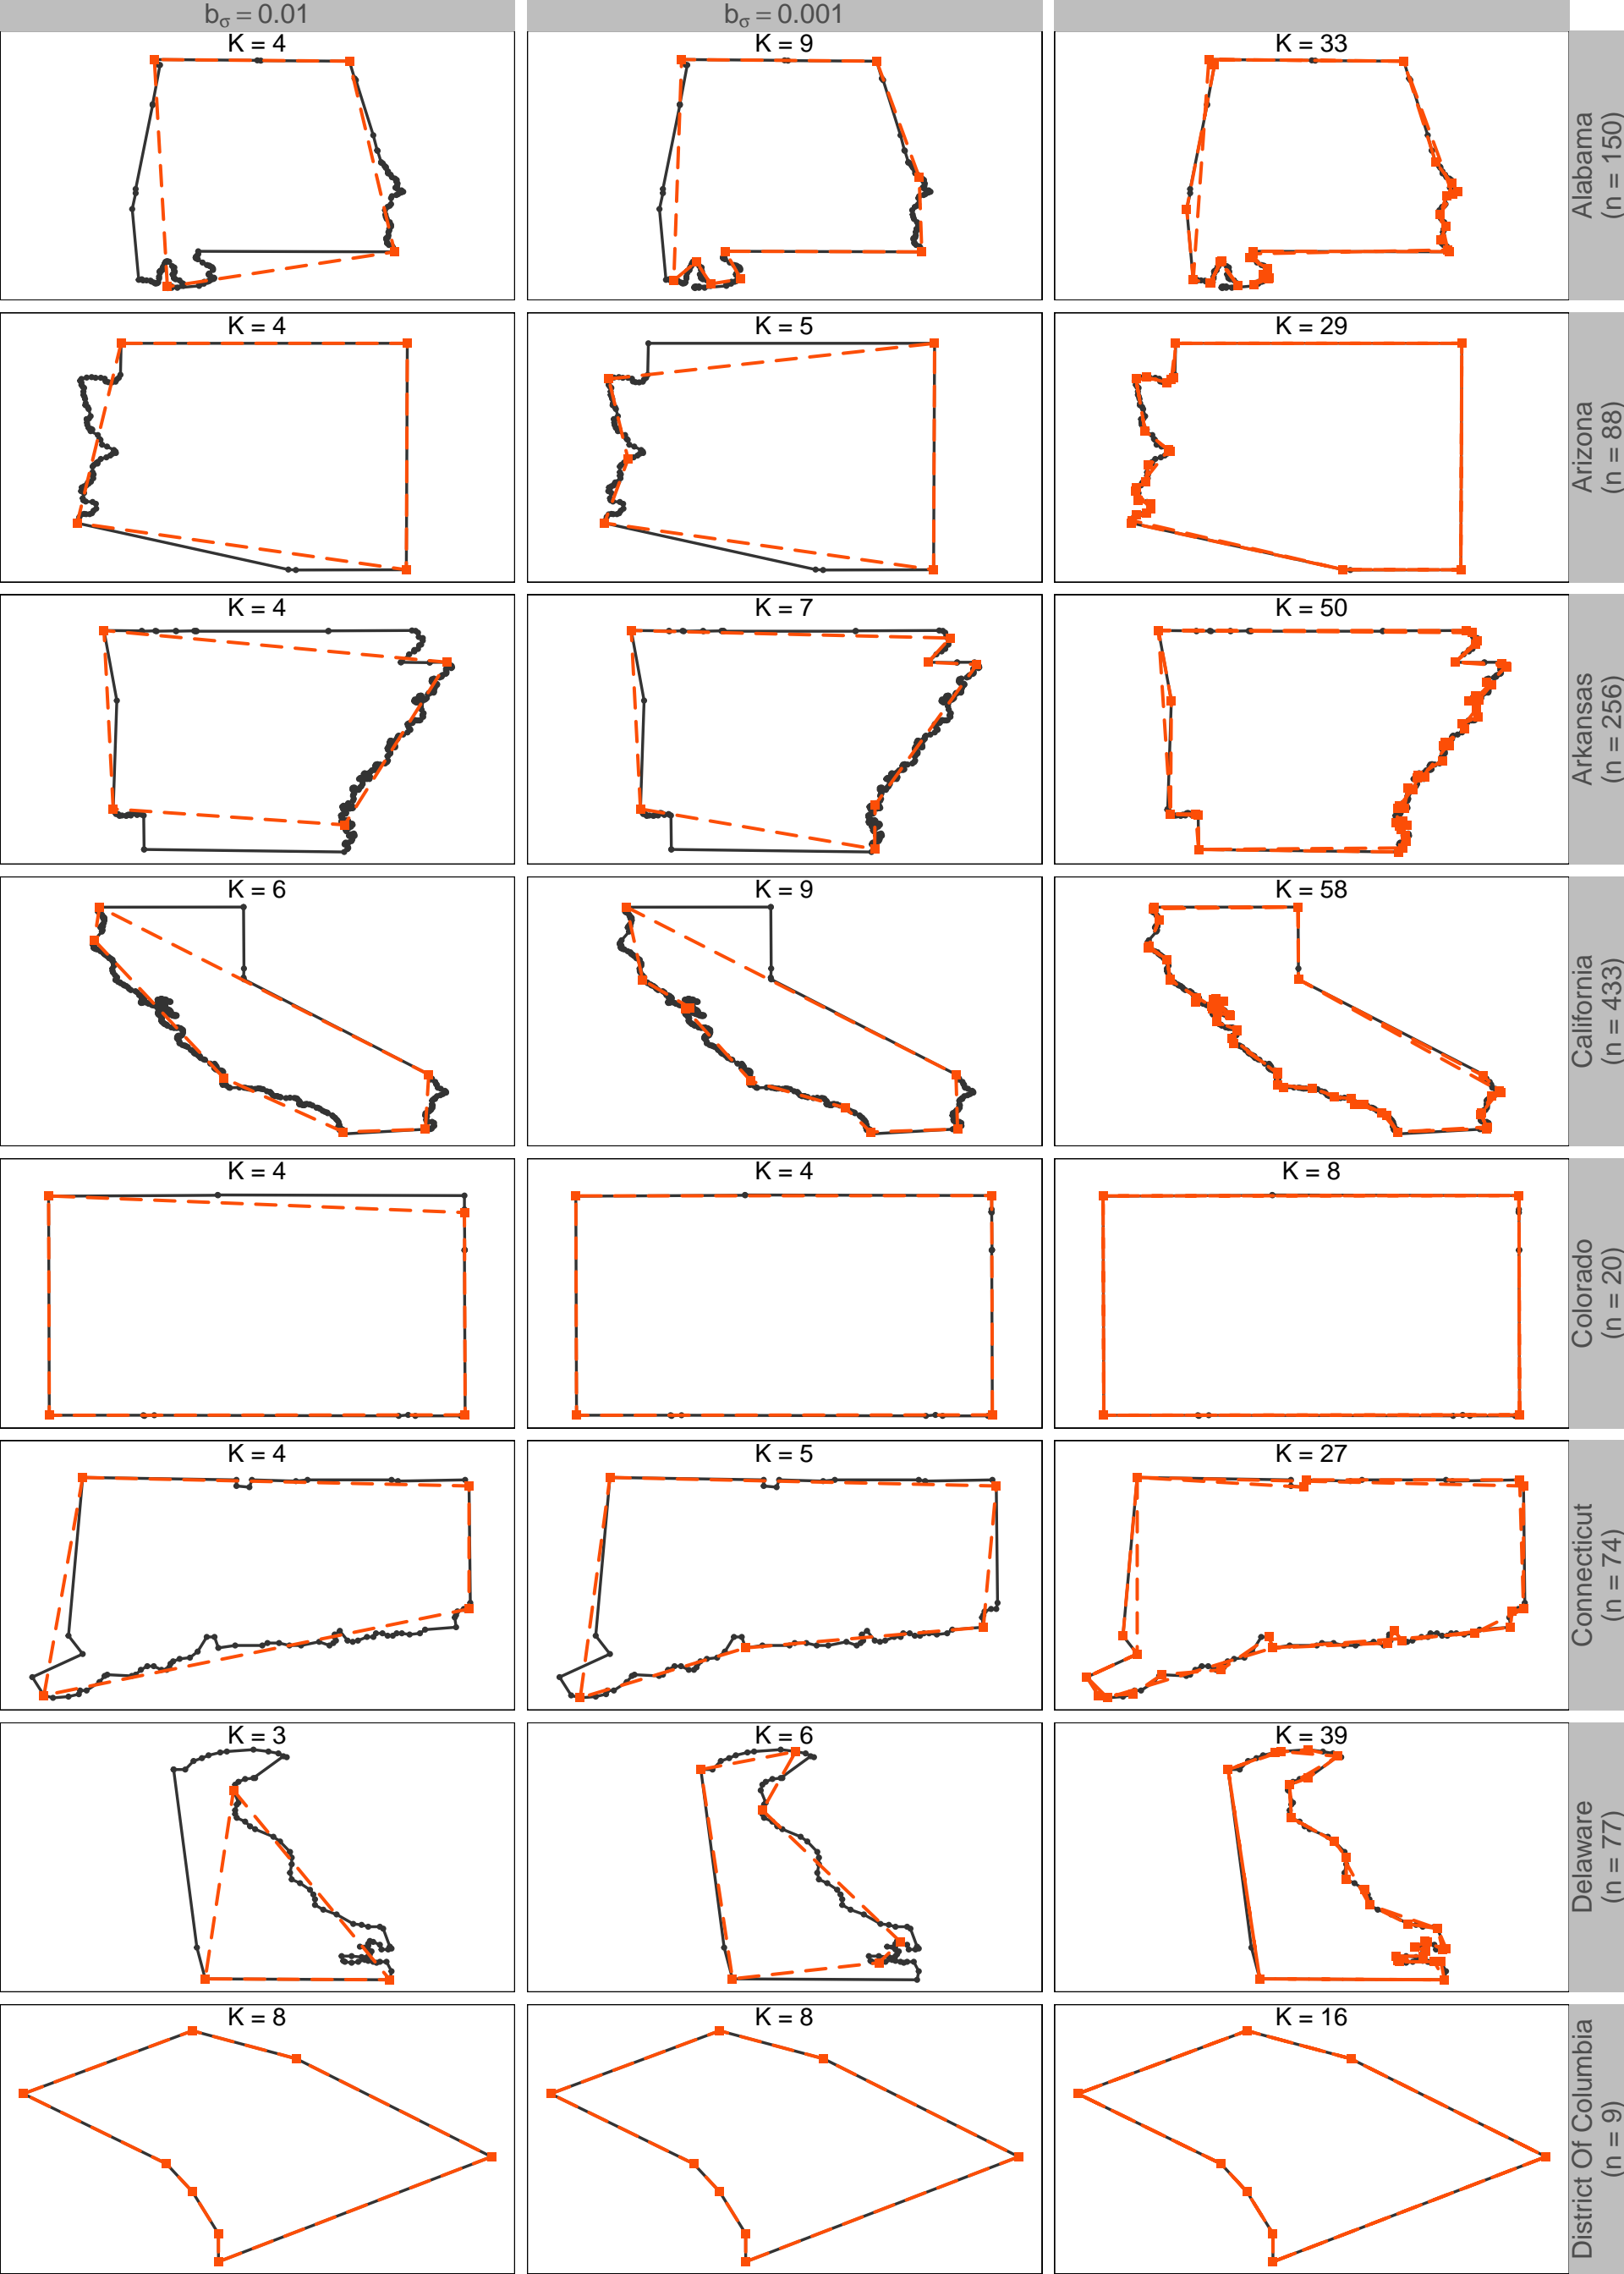 bσ = 0.01
bσ = 0.001
K = 4
K = 9
K = 33
Alabama
(n = 150)
K = 4
K = 5
K = 29
Arizona
(n = 88)
K = 4
K = 7
K = 50
Arkansas
(n = 256)
K = 6
K = 9
K = 58
California
(n = 433)
K = 4
K = 4
K = 8
Colorado
(n = 20)
K = 4
K = 5
K = 27
Connecticut
(n = 74)
K = 3
K = 6
K = 39
Delaware
(n = 77)
K = 8
K = 8
K = 16
District Of Columbia
(n = 9)